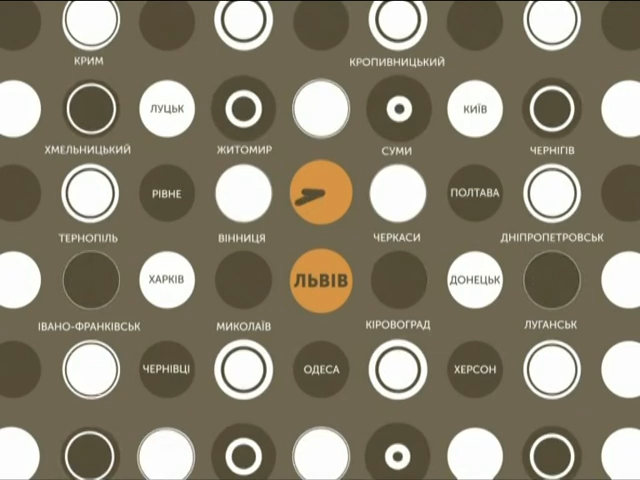 КРИМ
КРОПИВНИЦЬКИЙ
ЛУЦЬК
КИЇВ
ХМЕЛЬНИЦЬКИЙ
ЖИТОМИР
СУМИ
ЧЕРНІГІВ
РІВНЕ
ПОЛТАВА
ТЕРНОПІЛЬ
ВІННИЦЯ
ЧЕРКАСИ
ДНІПРОПЕТРОВСЬК
ХАРКІВ
ЛЬВІВ
ДОНЕЦЬК
ІВАНО-ФРАНКІВСЬК
МИКОЛАЇВ
КІРОВОГРАД
ЛУГАНСЬК
ЧЕРНІВЦІ
ОДЕСА
ХЕРСОН